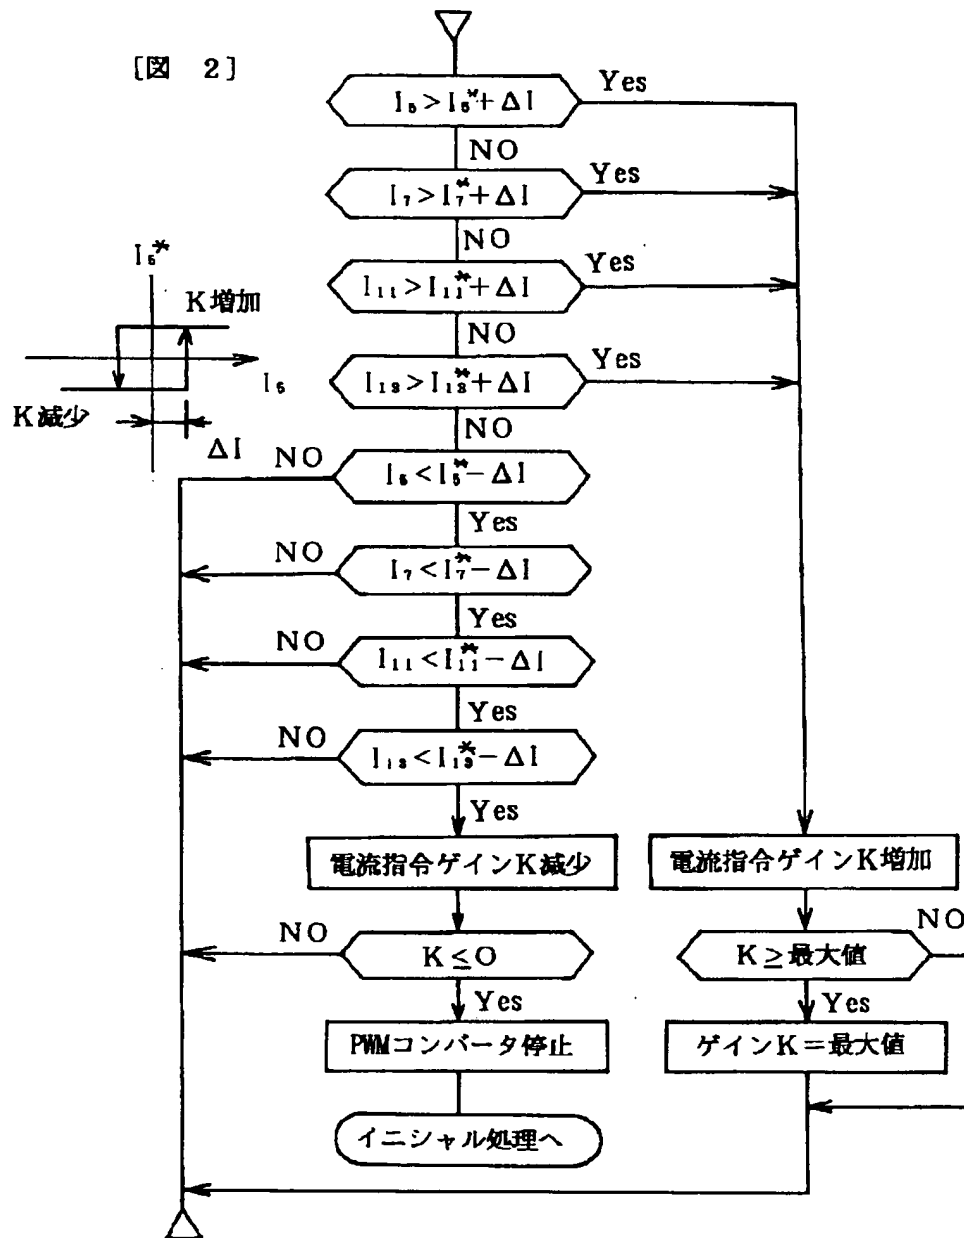 [図 2]
I₅>I₅*+ΔI
Yes
NO
I₇>I₇*+ΔI
Yes
NO
I₁₁>I₁₁*+ΔI
Yes
NO
I₁₃>I₁₃*+ΔI
Yes
NO
I₅*
K増加
I₅
K減少
ΔI
I₅<I₅*-ΔI
NO
Yes
I₇<I₇*-ΔI
NO
Yes
I₁₁<I₁₁*-ΔI
NO
Yes
I₁₃<I₁₃*-ΔI
NO
Yes
電流指令ゲインK減少
電流指令ゲインK増加
NO
K≤0
K≥最大値
NO
Yes
Yes
PWMコンバータ停止
ゲインK=最大値
イニシャル処理へ